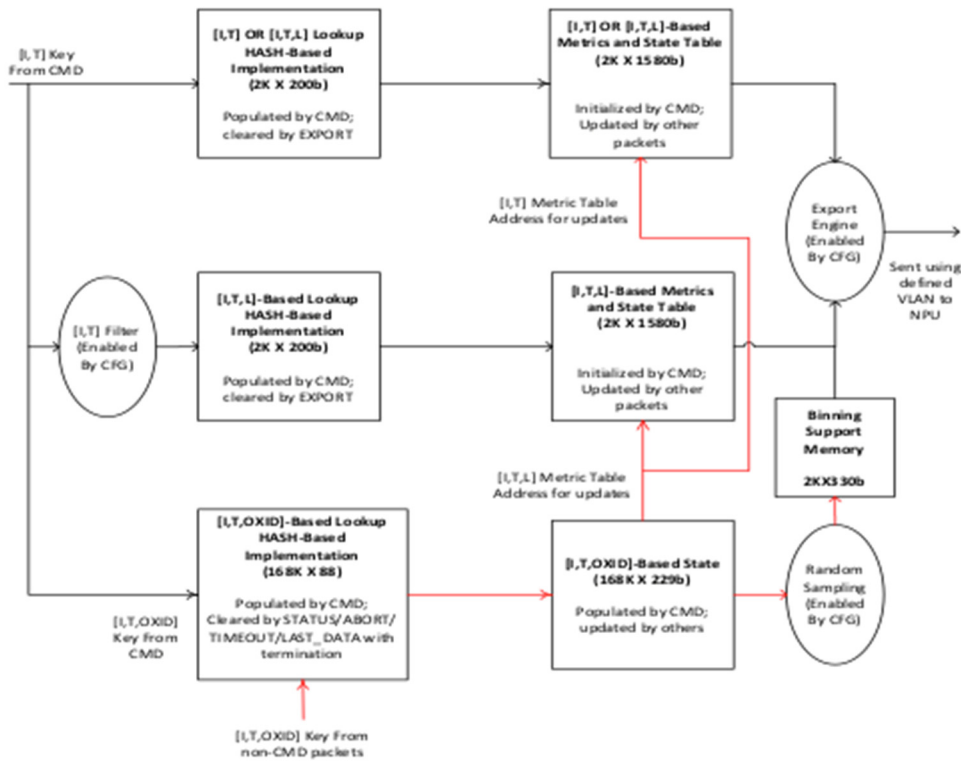 [I,T] Key
From CMD
[I,T] OR [I,T,L] Lookup
HASH-Based
Implementation
(2K X 200b)
Populated by CMD;
cleared by EXPORT
[I,T] OR [I,T,L]-Based
Metrics and State Table
(2K X 1580b)
Initialized by CMD;
Updated by other
packets
[I,T] Metric Table
Address for updates
Export
Engine
(Enabled
By CFG)
Sent using
defined
VLAN to
NPU
[I,T] Filter
(Enabled
By CFG)
[I,T,L]-Based Lookup
HASH-Based
Implementation
(2K X 200b)
Populated by CMD;
cleared by EXPORT
[I,T,L]-Based Metrics
and State Table
(2K X 1580b)
Initialized by CMD;
Updated by other
packets
[I,T,L] Metric Table
Address for updates
Binning
Support
Memory
2KX330b
[I,T,OXID]
Key From
CMD
[I,T,OXID]-Based Lookup
HASH-Based
Implementation
(168K X 88)
Populated by CMD;
Cleared by STATUS/ABORT/
TIMEOUT/LAST_DATA with
termination
[I,T,OXID]-Based State
(168K X 229b)
Populated by CMD;
updated by others
Random
Sampling
(Enabled
By CFG)
[I,T,OXID] Key From
non-CMD packets